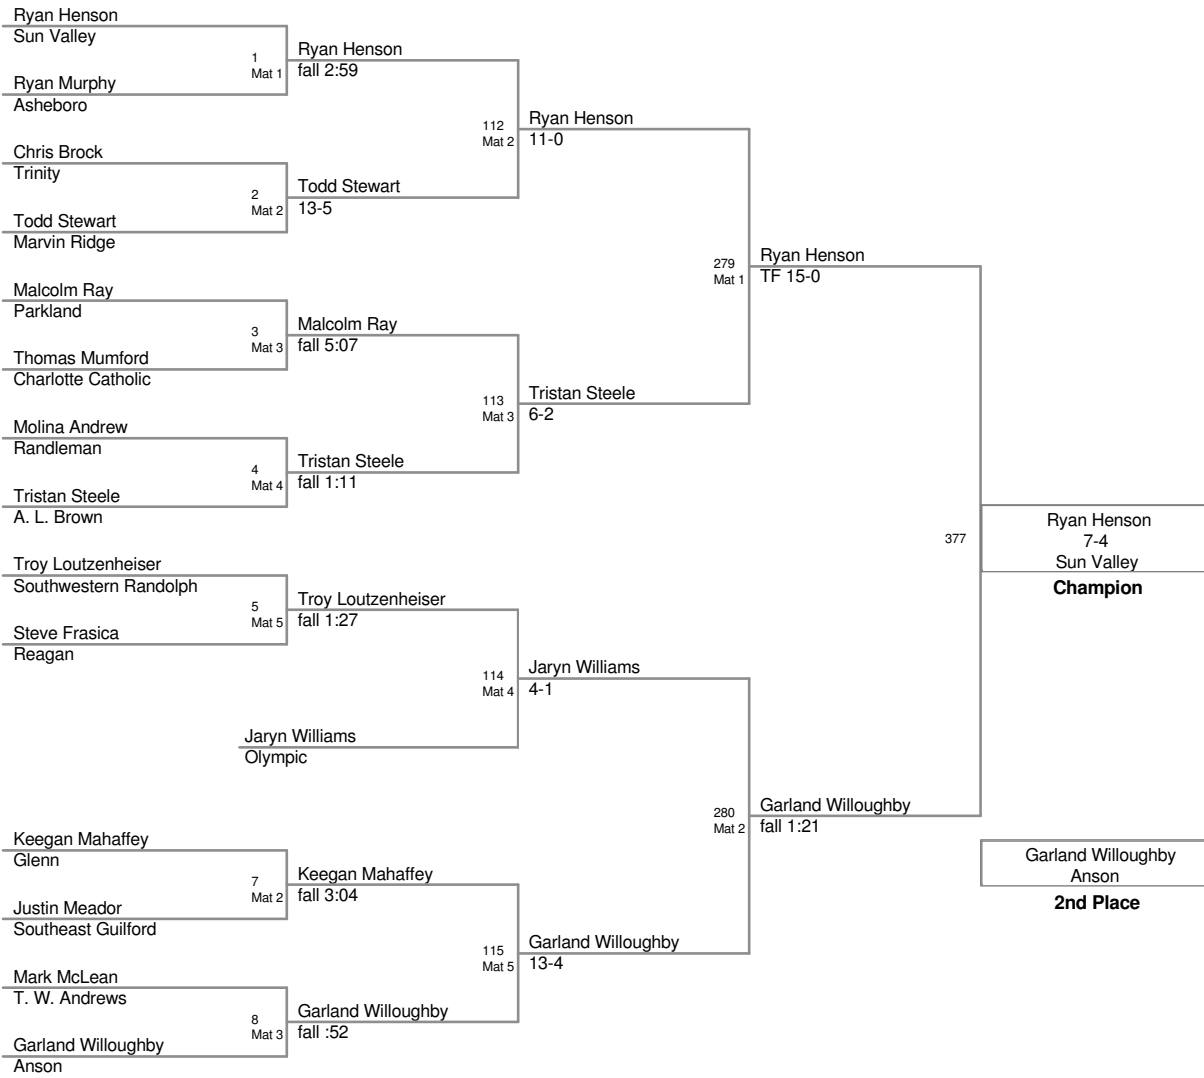 Ryan Henson
Sun Valley
1
Mat 1
Ryan Murphy
Asheboro
Ryan Henson
fall 2:59
Chris Brock
Trinity
2
Mat 2
Todd Stewart
Marvin Ridge
Todd Stewart
13-5
112
Mat 2
Ryan Henson
11-0
Malcolm Ray
Parkland
3
Mat 3
Thomas Mumford
Charlotte Catholic
Malcolm Ray
fall 5:07
Molina Andrew
Randleman
4
Mat 4
Tristan Steele
A. L. Brown
Tristan Steele
fall 1:11
113
Mat 3
Tristan Steele
6-2
279
Mat 1
Ryan Henson
TF 15-0
Troy Loutzenheiser
Southwestern Randolph
5
Mat 5
Steve Frasica
Reagan
Troy Loutzenheiser
fall 1:27
Jaryn Williams
Olympic
114
Mat 4
Jaryn Williams
4-1
Keegan Mahaffey
Glenn
7
Mat 2
Justin Meador
Southeast Guilford
Keegan Mahaffey
fall 3:04
Mark McLean
T. W. Andrews
8
Mat 3
Garland Willoughby
Anson
Garland Willoughby
fall :52
115
Mat 5
Garland Willoughby
13-4
280
Mat 2
Garland Willoughby
fall 1:21
377
Ryan Henson
7-4
Sun Valley
Champion
Garland Willoughby
Anson
2nd Place